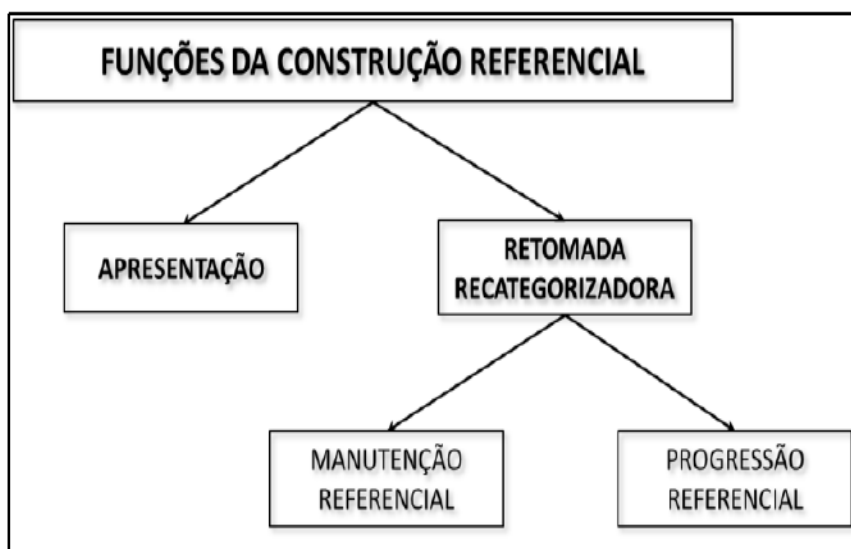 FUNÇÕES DA CONSTRUÇÃO REFERENCIAL
APRESENTAÇÃO
RETOMADA
RECATEGORIZADORA
MANUTENÇÃO
REFERENCIAL
PROGRESSÃO
REFERENCIAL